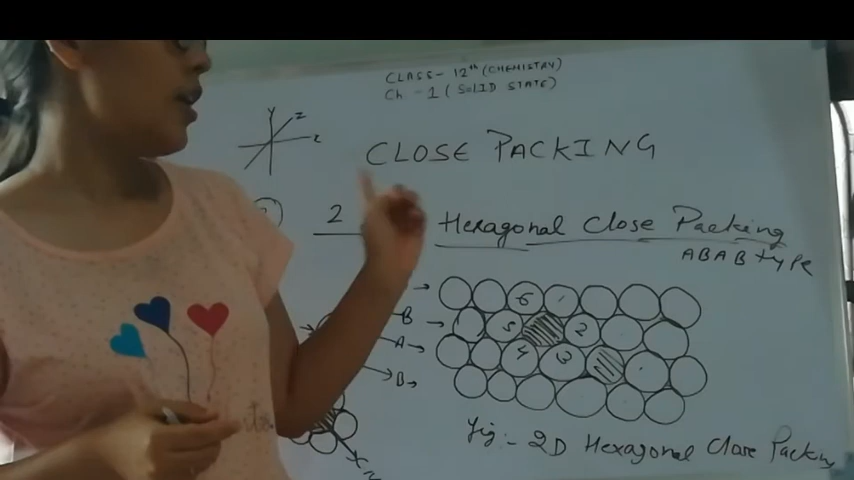 CLASS- 12th (CHEMISTRY)
Ch - 1 ( SOLID STATE)
Y
Z
CLOSE PACKING
2
Hexagonal Close Packing
ABAB type
6 1
B
5 2
A
4 3
B
Fig:- 2D Hexagonal Close Packing